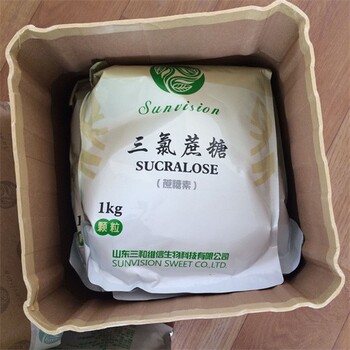 Sunvision
三氯蔗糖
SUCRALOSE
(蔗糖素)
1kg
颗粒
山东三和维信生物科技有限公司
SUNVISION SWEET CO.,LTD.